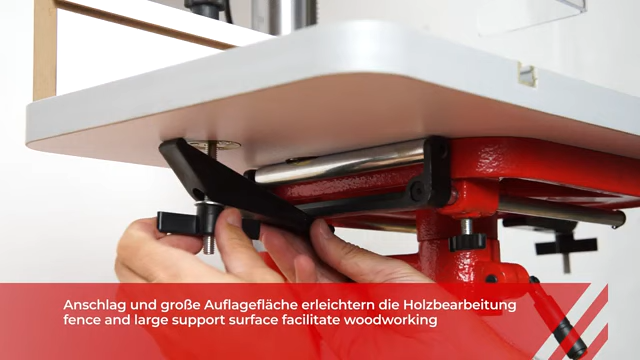 Anschlag und große Auflagefläche erleichtern die Holzbearbeitung
fence and large support surface facilitate woodworking